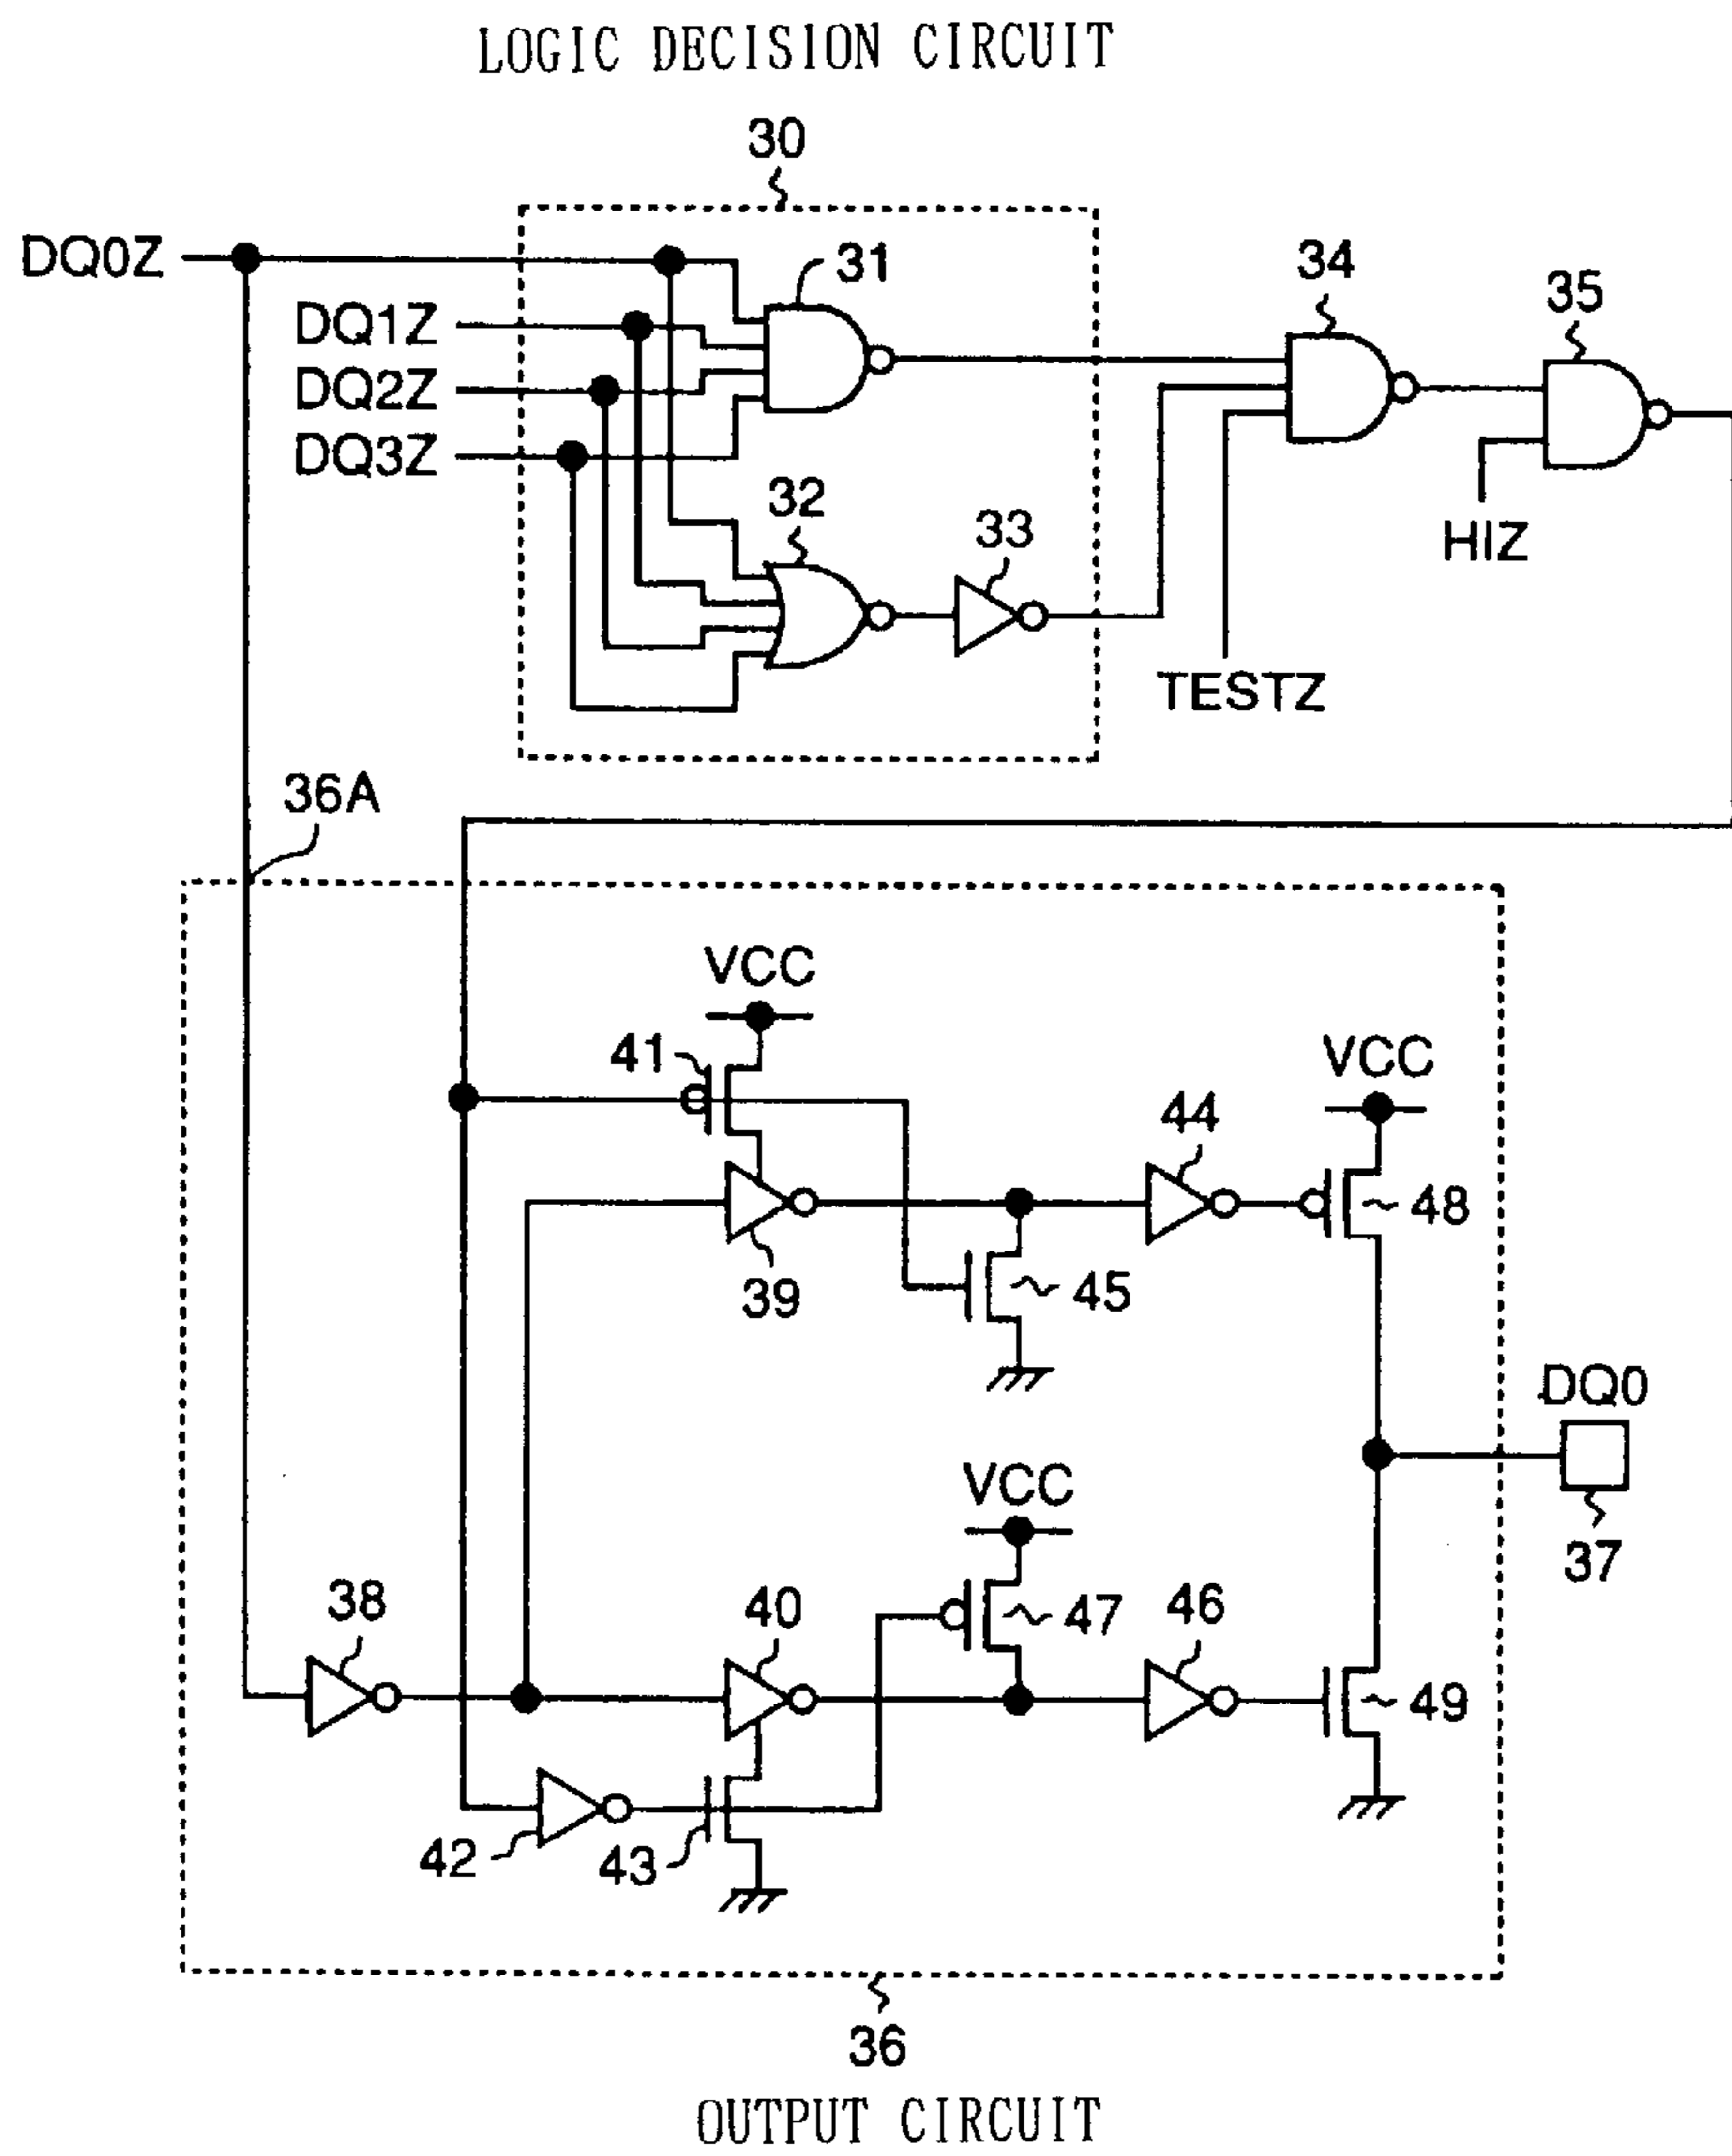 LOGIC DECISION CIRCUIT
30
DQ0Z
31
34
35
DQ1Z
DQ2Z
DQ3Z
32
33
HIZ
TESTZ
36A
VCC
41
VCC
44
48
39
45
DQ0
VCC
37
38
40
47
46
49
42
43
36
OUTPUT CIRCUIT